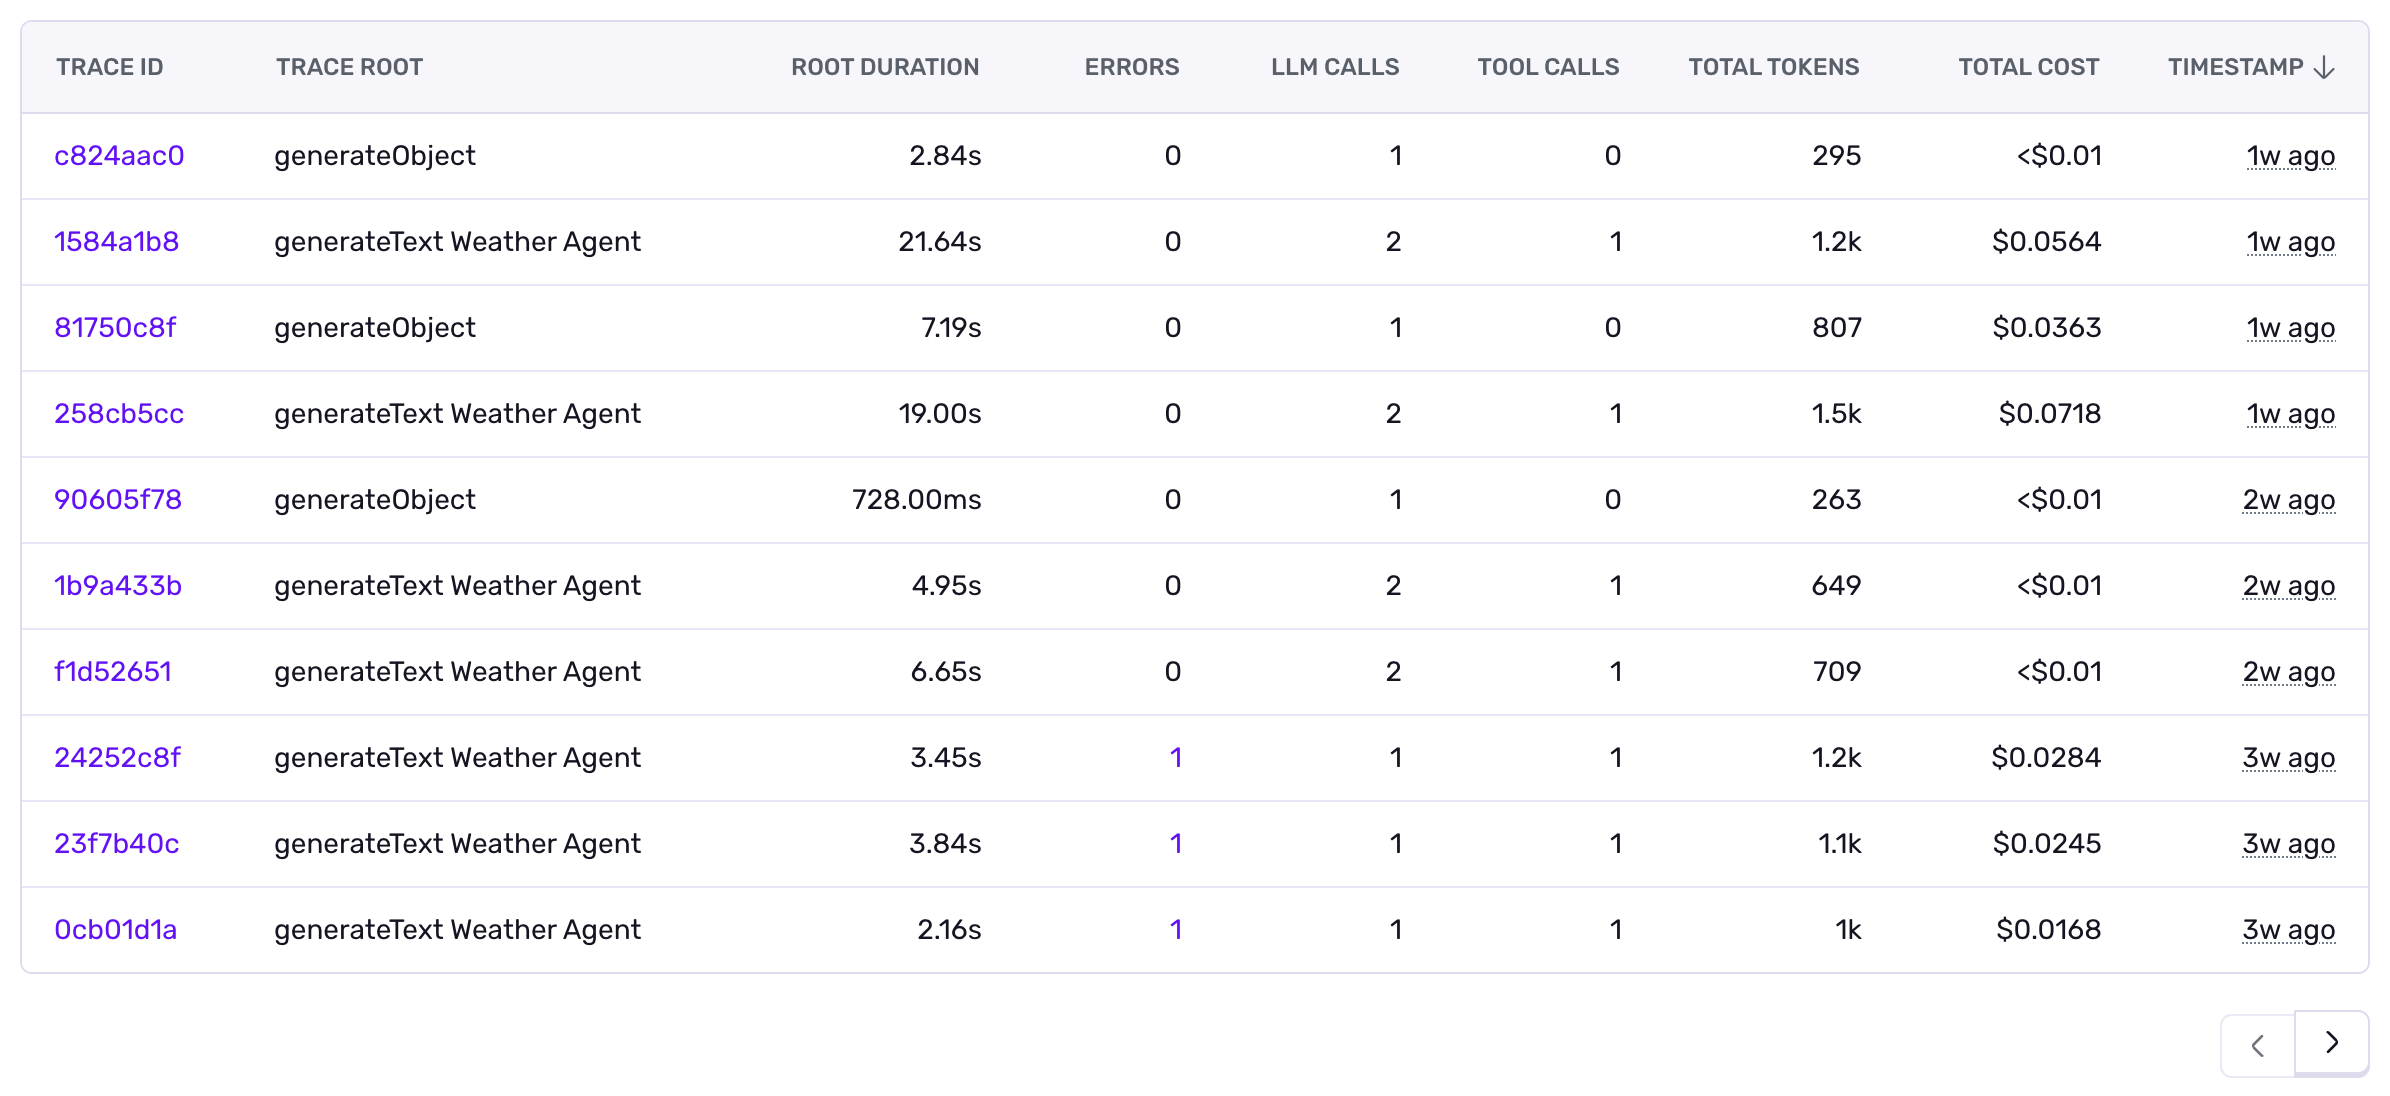 TRACE ID TRACE ROOT ROOT DURATION ERRORS LLM CALLS TOOL CALLS TOTAL TOKENS TOTAL COST TIMESTAMP
c824aac0 generateObject 2.84s 0 1 0 295 <$0.01 1w ago
1584a1b8 generateText Weather Agent 21.64s 0 2 1 1.2k $0.0564 1w ago
81750c8f generateObject 7.19s 0 1 0 807 $0.0363 1w ago
258cb5cc generateText Weather Agent 19.00s 0 2 1 1.5k $0.0718 1w ago
90605f78 generateObject 728.00ms 0 1 0 263 <$0.01 2w ago
1b9a433b generateText Weather Agent 4.95s 0 2 1 649 <$0.01 2w ago
f1d52651 generateText Weather Agent 6.65s 0 2 1 709 <$0.01 2w ago
24252c8f generateText Weather Agent 3.45s 1 1 1 1.2k $0.0284 3w ago
23f7b40c generateText Weather Agent 3.84s 1 1 1 1.1k $0.0245 3w ago
0cb01d1a generateText Weather Agent 2.16s 1 1 1 1k $0.0168 3w ago